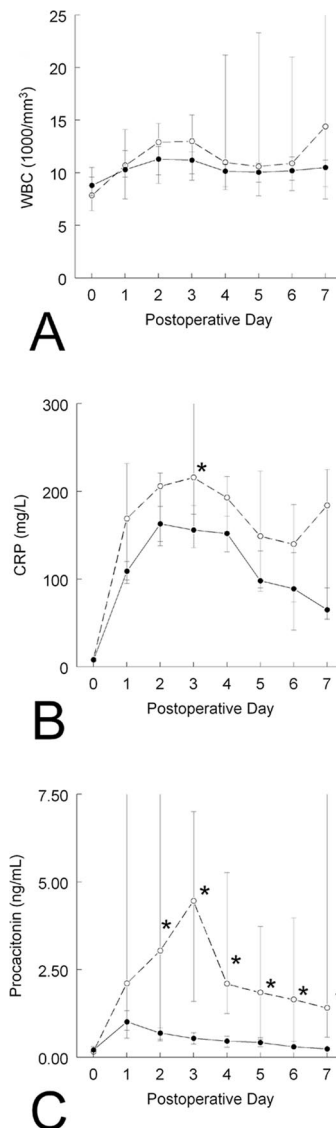 25
20
15
10
5
0
WBC (1000/mm³)
0 1 2 3 4 5 6 7
Postoperative Day
A
300
200
100
0
CRP (mg/L)
*
0 1 2 3 4 5 6 7
Postoperative Day
B
7.50
5.00
2.50
0.00
Procacitonin (ng/mL)
* * * * *
0 1 2 3 4 5 6 7
Postoperative Day
C